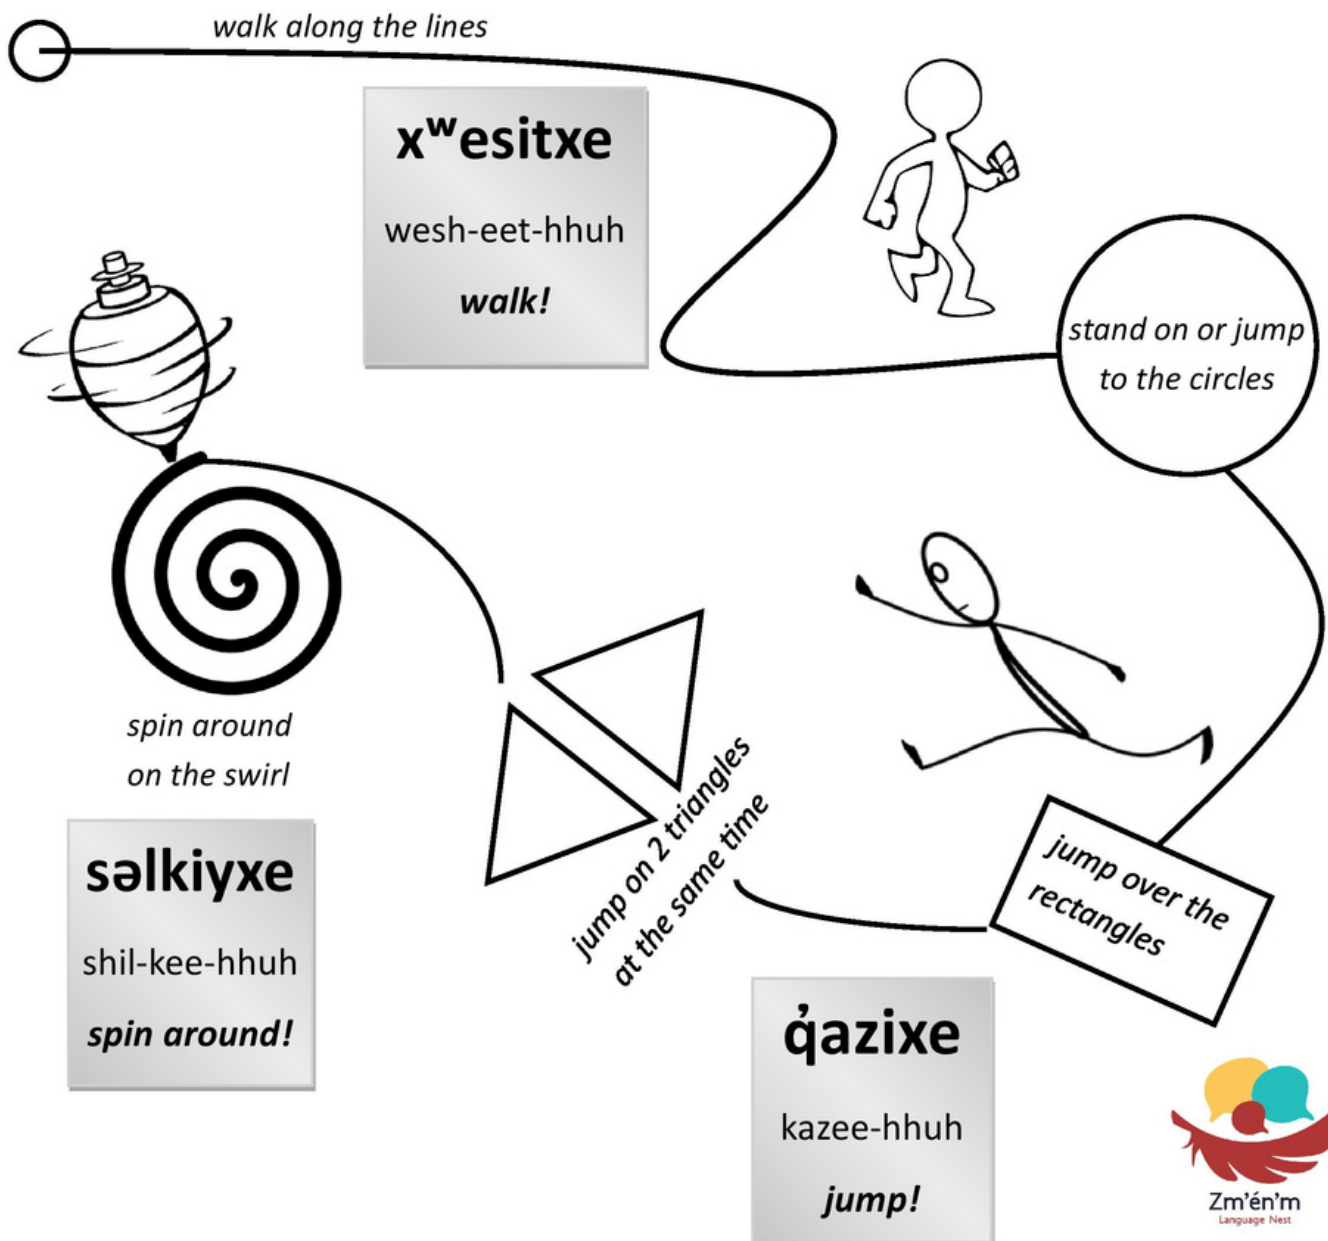 walk along the lines
xʷesitxe
wesh-eet-hhuh
walk!
stand on or jump
to the circles
spin around
on the swirl
jump on 2 triangles
at the same time
jump over the
rectangles
səlkiyxe
shil-kee-hhuh
spin around!
q̓azixe
kazee-hhuh
jump!
Zm'én'm
Language Nest